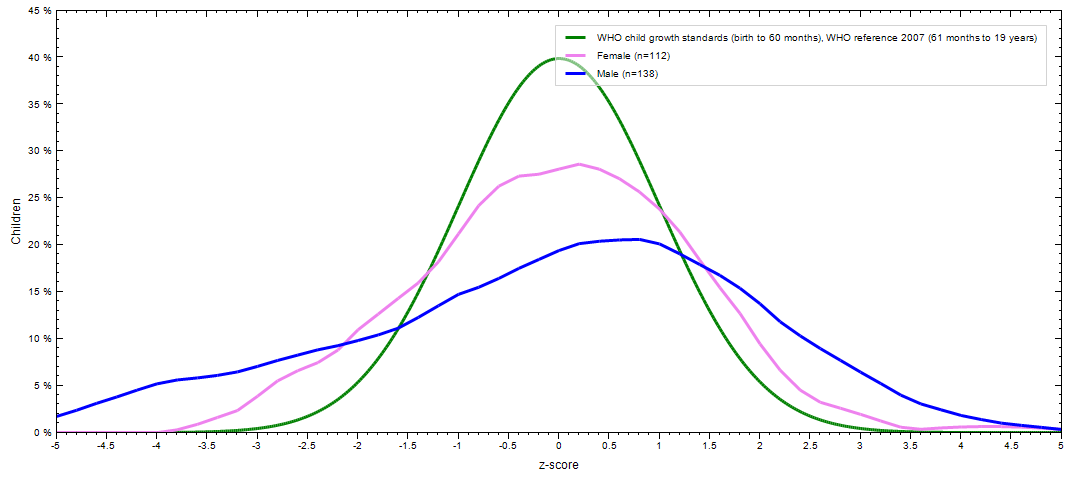 45 %
40 %
35 %
30 %
25 %
20 %
15 %
10 %
5 %
0 %
Children
WHO child growth standards (birth to 60 months), WHO reference 2007 (61 months to 19 years)
Female (n=112)
Male (n=138)
-5 -4.5 -4 -3.5 -3 -2.5 -2 -1.5 -1 -0.5 0 0.5 1 1.5 2 2.5 3 3.5 4 4.5 5
z-score